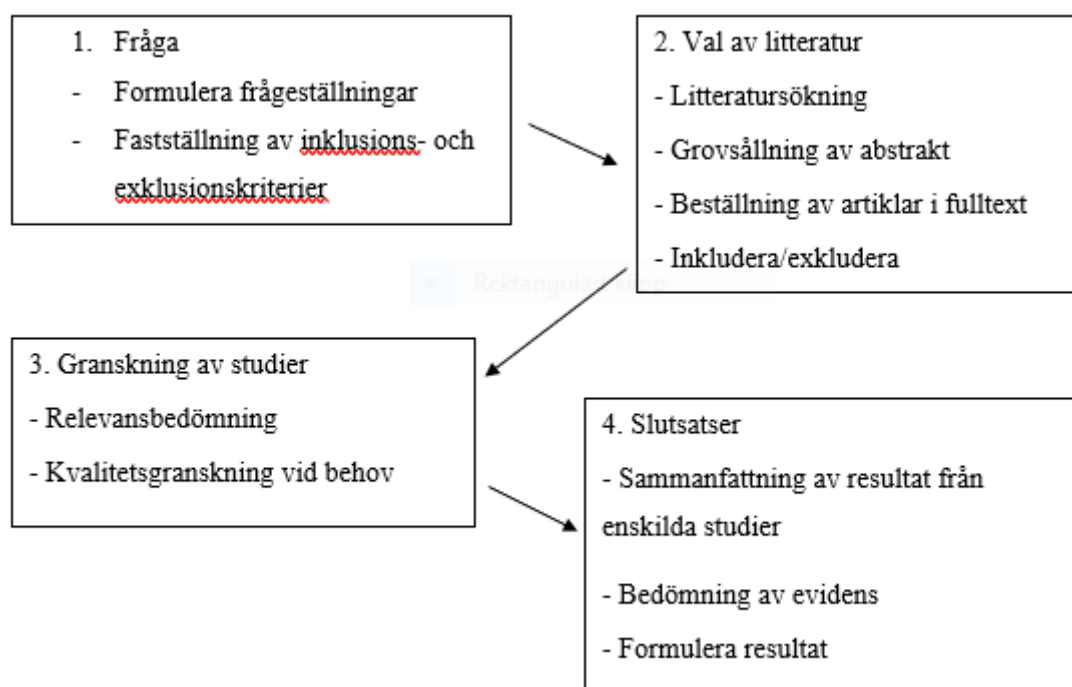 1. Fråga
- Formulera frågeställningar
- Fastställning av inklusions- och
exklusionskriterier
2. Val av litteratur
- Litteratursökning
- Grovsållning av abstrakt
- Beställning av artiklar i fulltext
- Inkludera/exkludera
Rektangulär klipp
3. Granskning av studier
- Relevansbedömning
- Kvalitetsgranskning vid behov
4. Slutsatser
- Sammanfattning av resultat från
enskilda studier
- Bedömning av evidens
- Formulera resultat